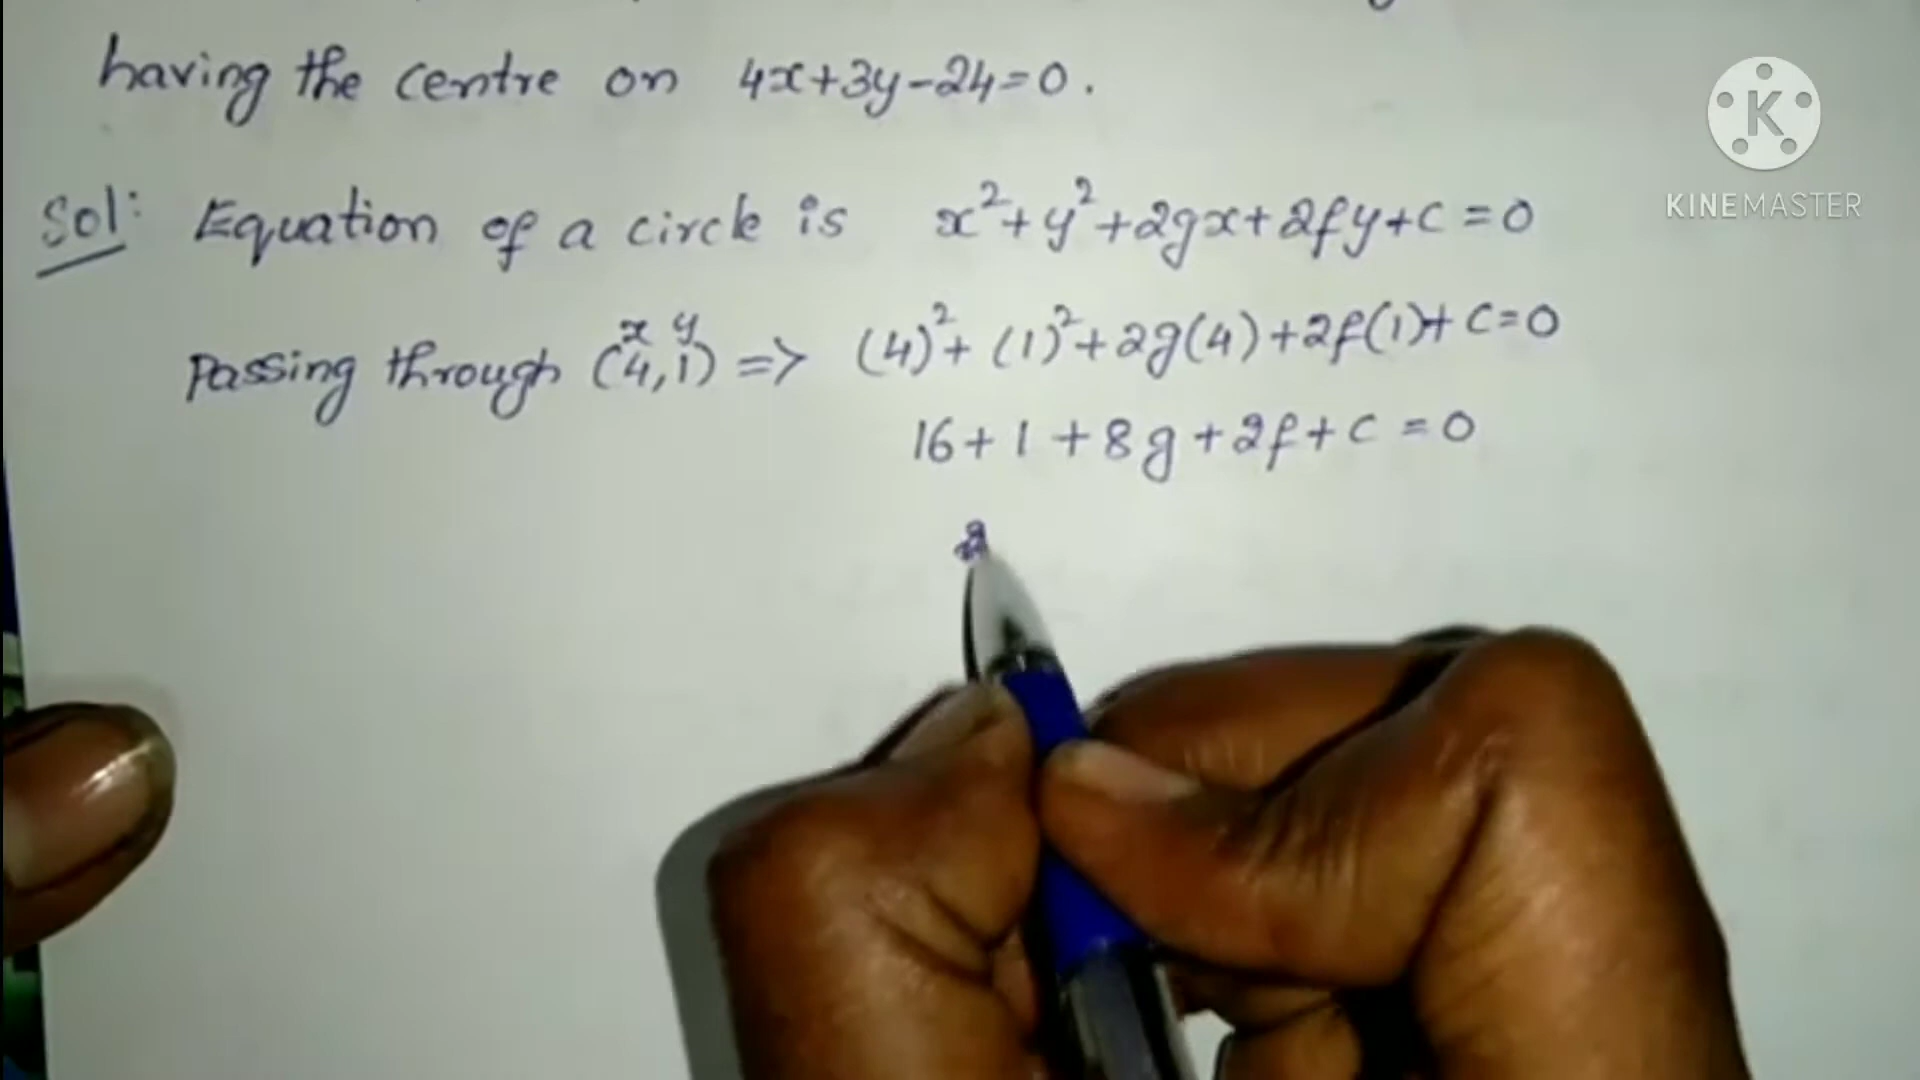 having the centre on 4x+3y-24=0.
K
KINEMASTER
Sol: Equation of a circle is x²+y²+2gx+2fy+c=0
x y
Passing through (4,1) => (4)²+(1)²+2g(4)+2f(1)+c=0
16+1+8g+2f+c=0